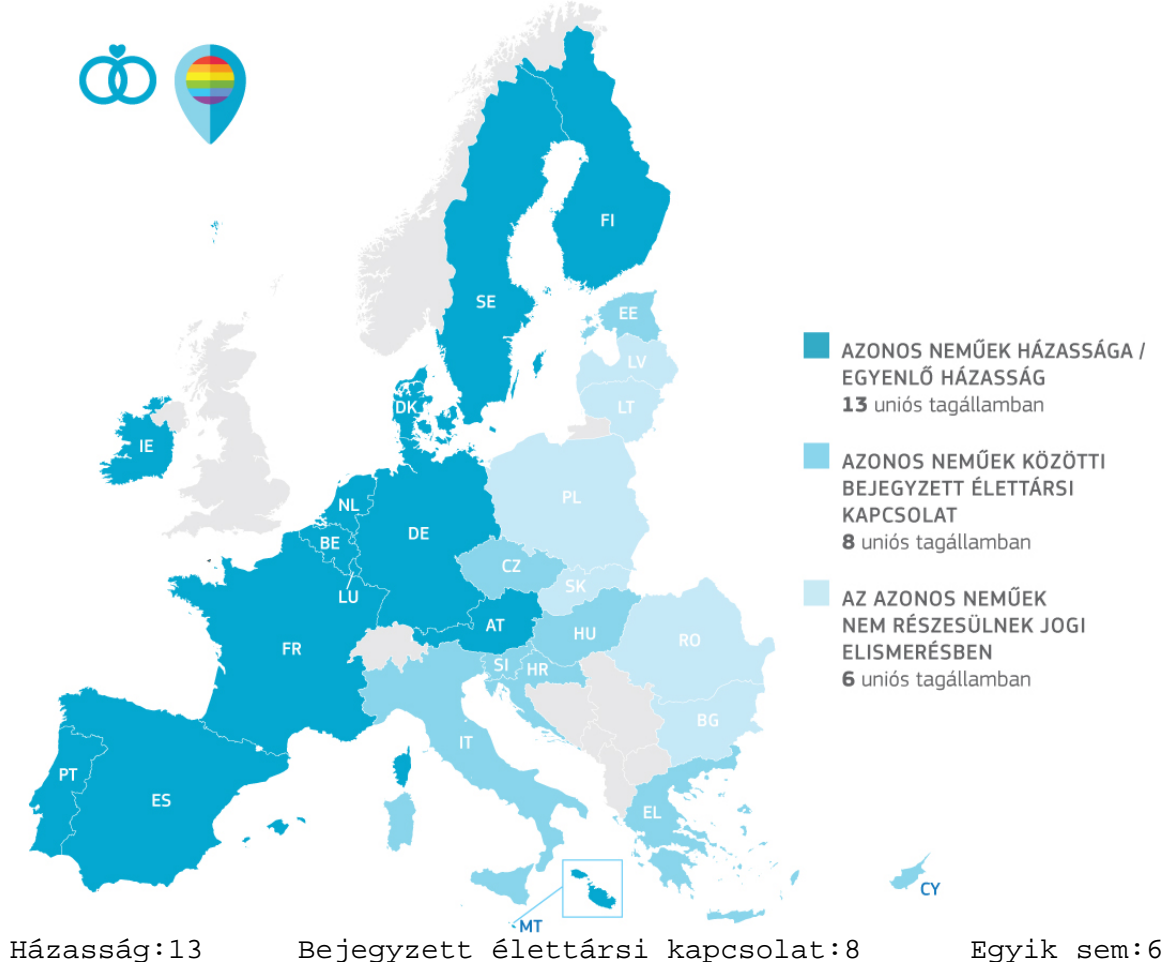 FI
SE
EE
LV
LT
DK
IE
NL
BE
DE
PL
LU
CZ
SK
AT
HU
FR
SI
HR
RO
BG
IT
PT
ES
EL
CY
MT
AZONOS NEMŰEK HÁZASSÁGA /
EGYENLŐ HÁZASSÁG
13 uniós tagállamban
AZONOS NEMŰEK KÖZÖTTI
BEJEGYZETT ÉLETTÁRSI
KAPCSOLAT
8 uniós tagállamban
AZ AZONOS NEMŰEK
NEM RÉSZESÜLNEK JOGI
ELISMERÉSBEN
6 uniós tagállamban
Házasság:13 Bejegyzett élettársi kapcsolat:8 Egyik sem:6